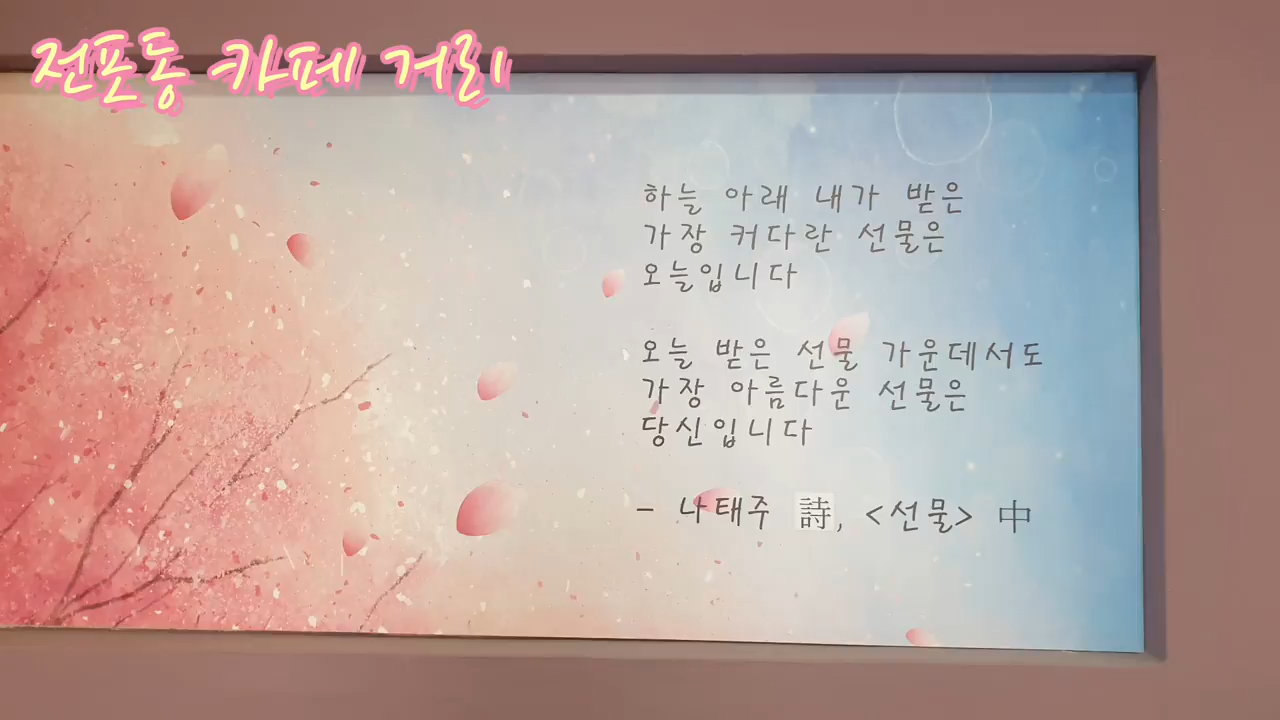 전포동 카페 거리
하늘 아래 내가 받은
가장 커다란 선물은
오늘입니다
오늘 받은 선물 가운데서도
가장 아름다운 선물은
당신입니다
- 나태주 詩, <선물> 中